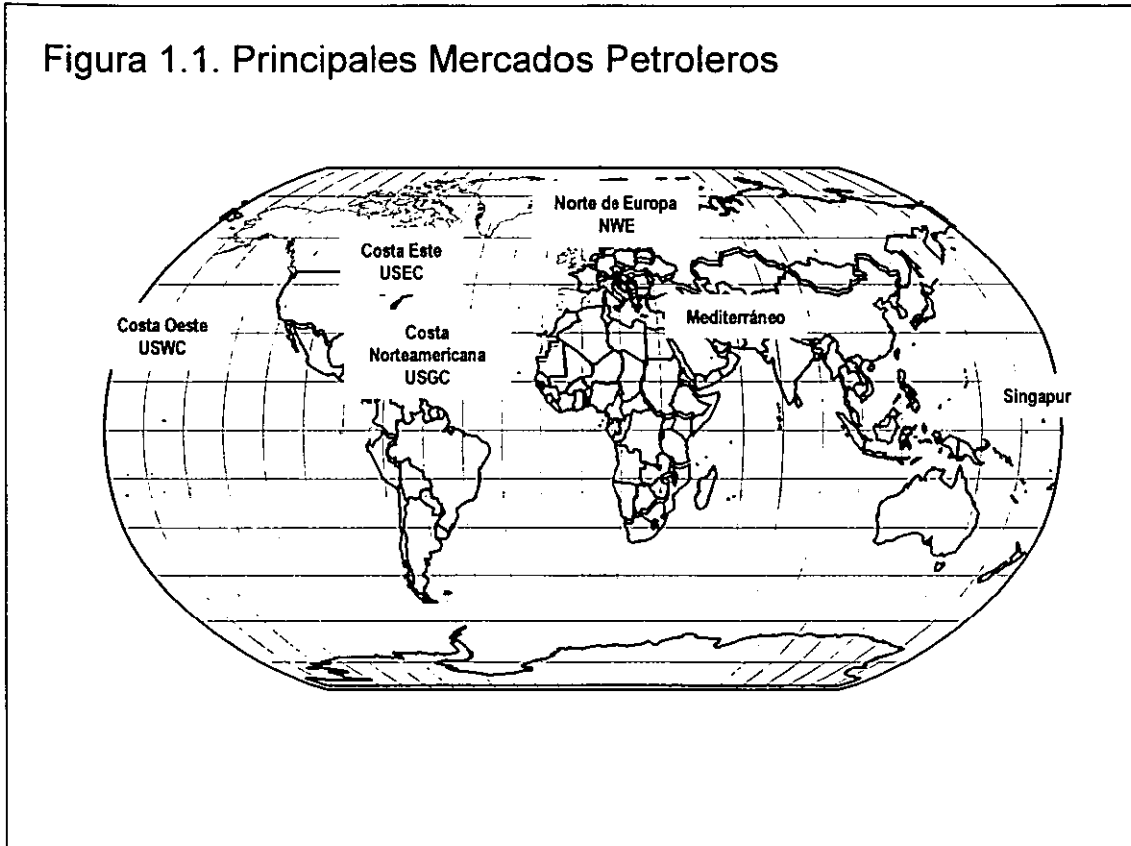 Figura 1.1. Principales Mercados Petroleros
Norte de Europa
NWE
Costa Este
USEC
Costa Oeste
USWC
Costa
Norteamericana
USGC
Mediterráneo
Singapur